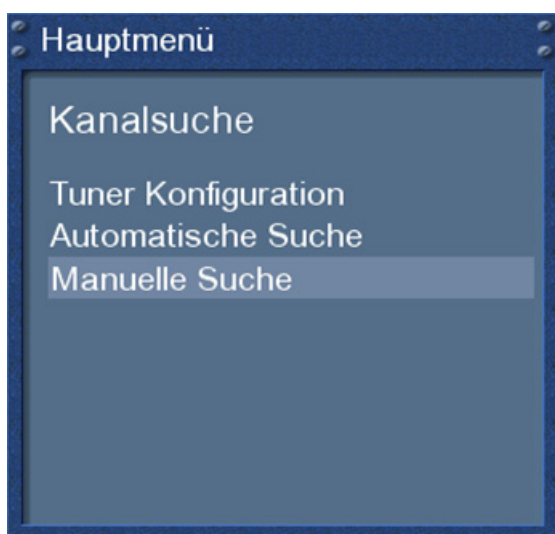 Hauptmenü
Kanalsuche
Tuner Konfiguration
Automatische Suche
Manuelle Suche